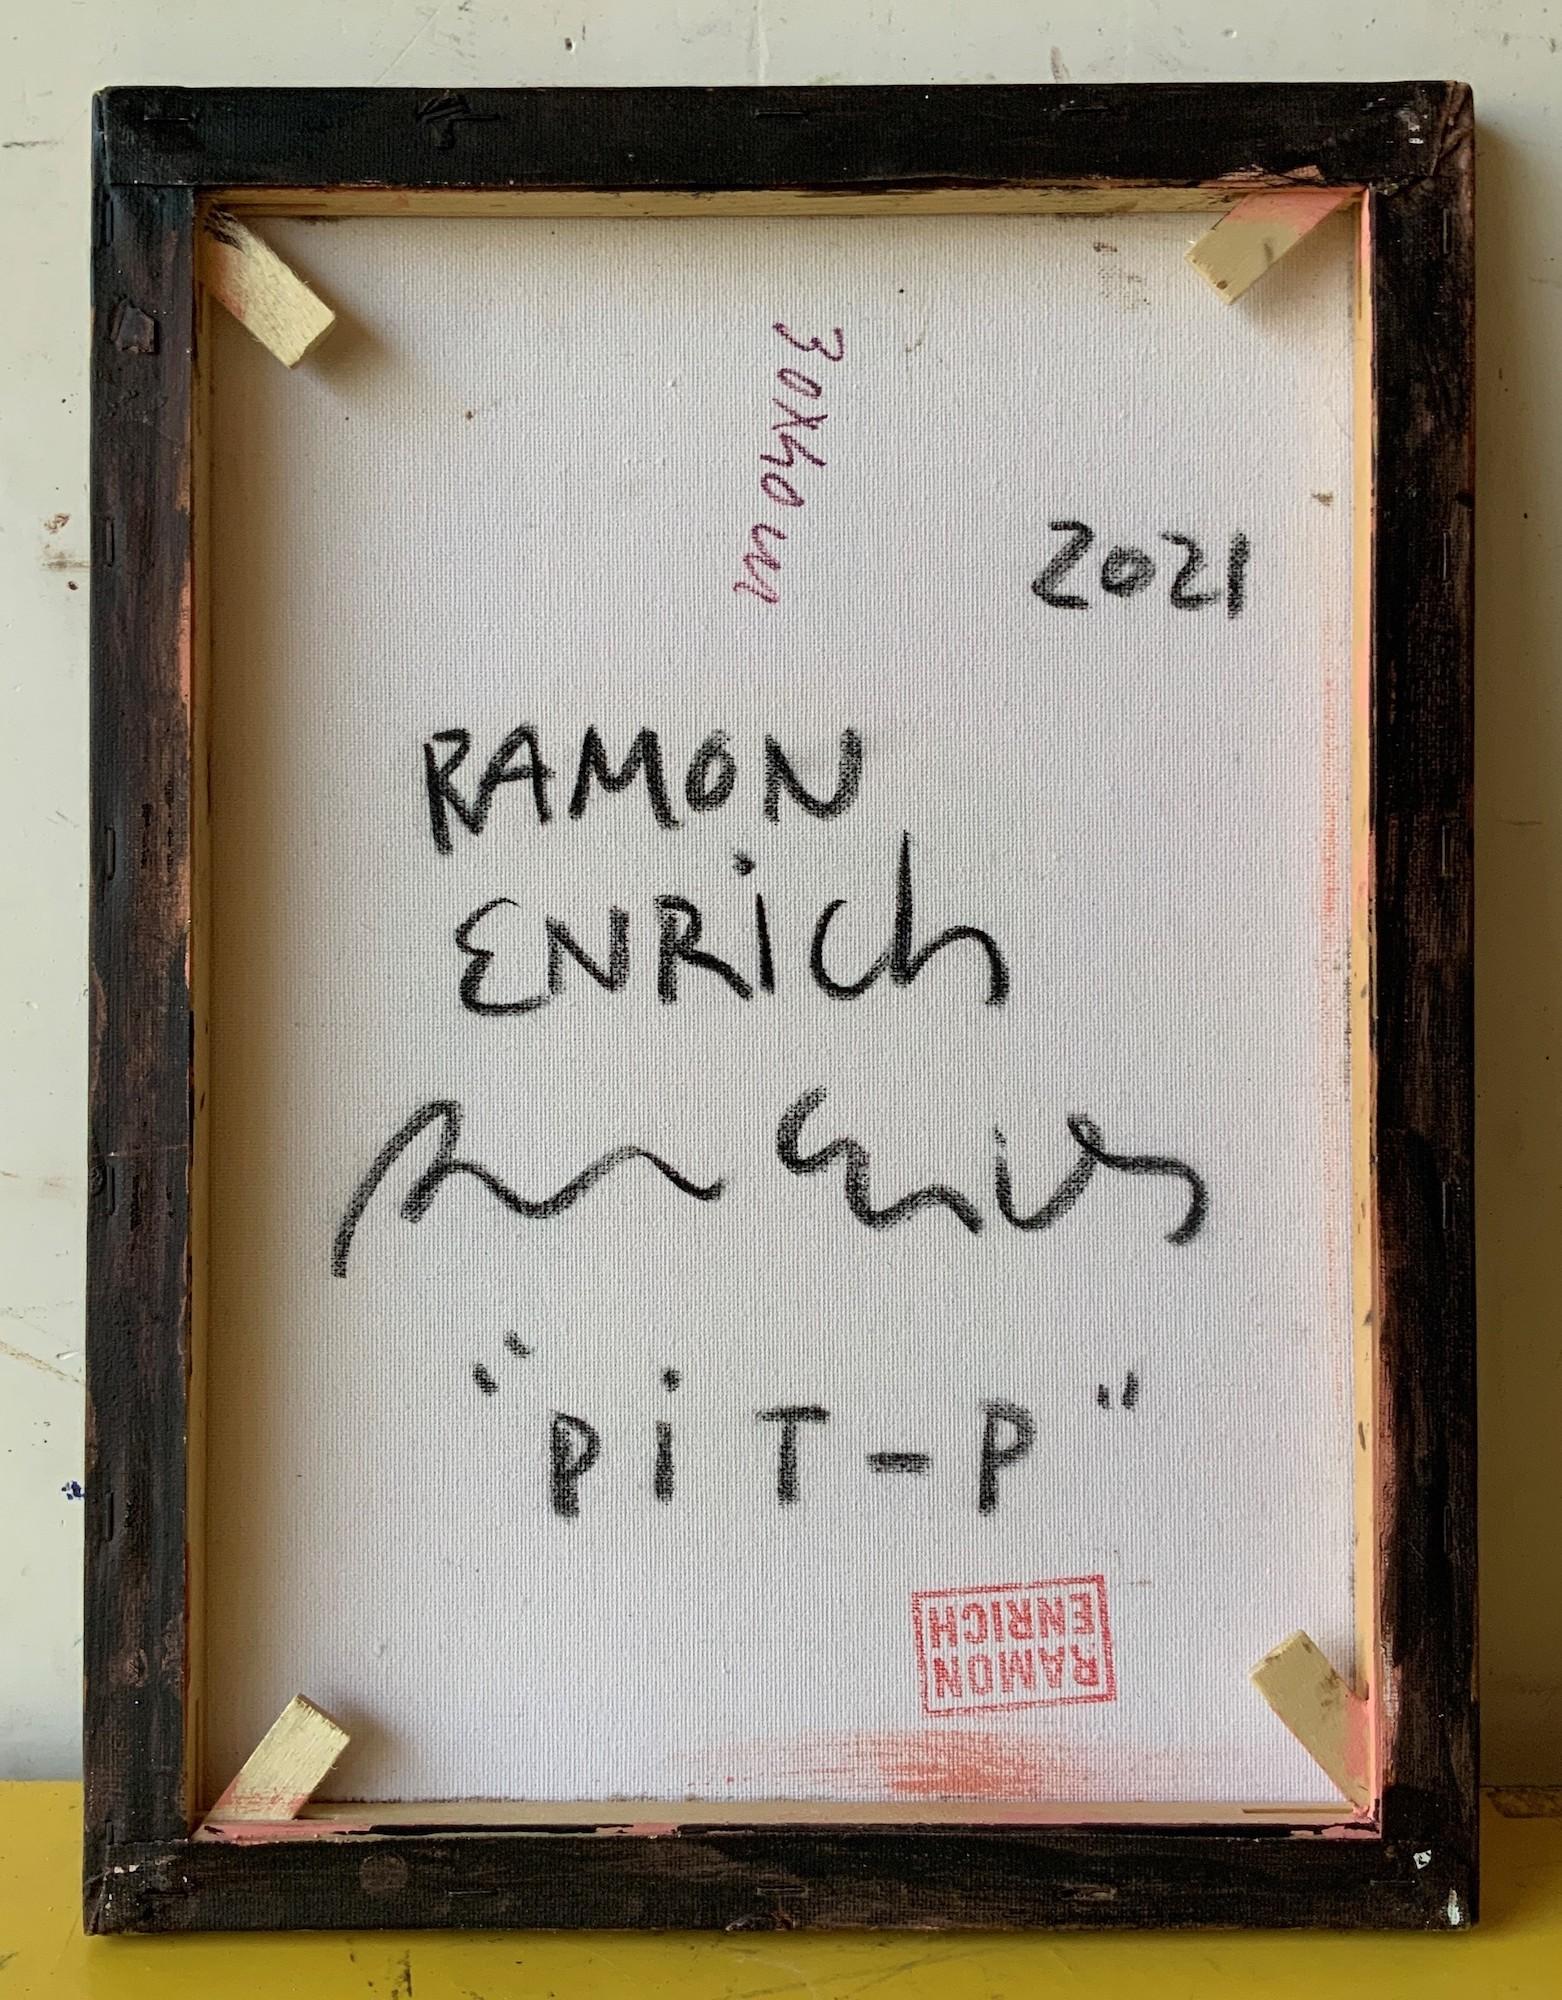 30x40 cm
2021
RAMON
ENRich
"PiT-P"
RAMON
ENRICH